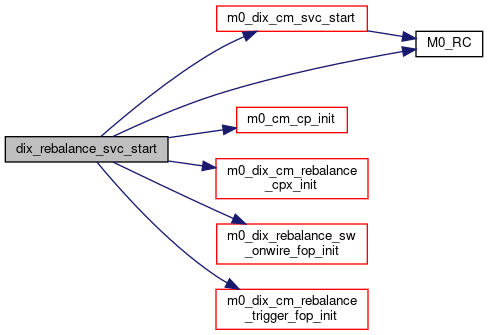 m0_dix_cm_svc_start
M0_RC
m0_cm_cp_init
dix_rebalance_svc_start
m0_dix_cm_rebalance
_cpx_init
m0_dix_rebalance_sw
_onwire_fop_init
m0_dix_cm_rebalance
_trigger_fop_init